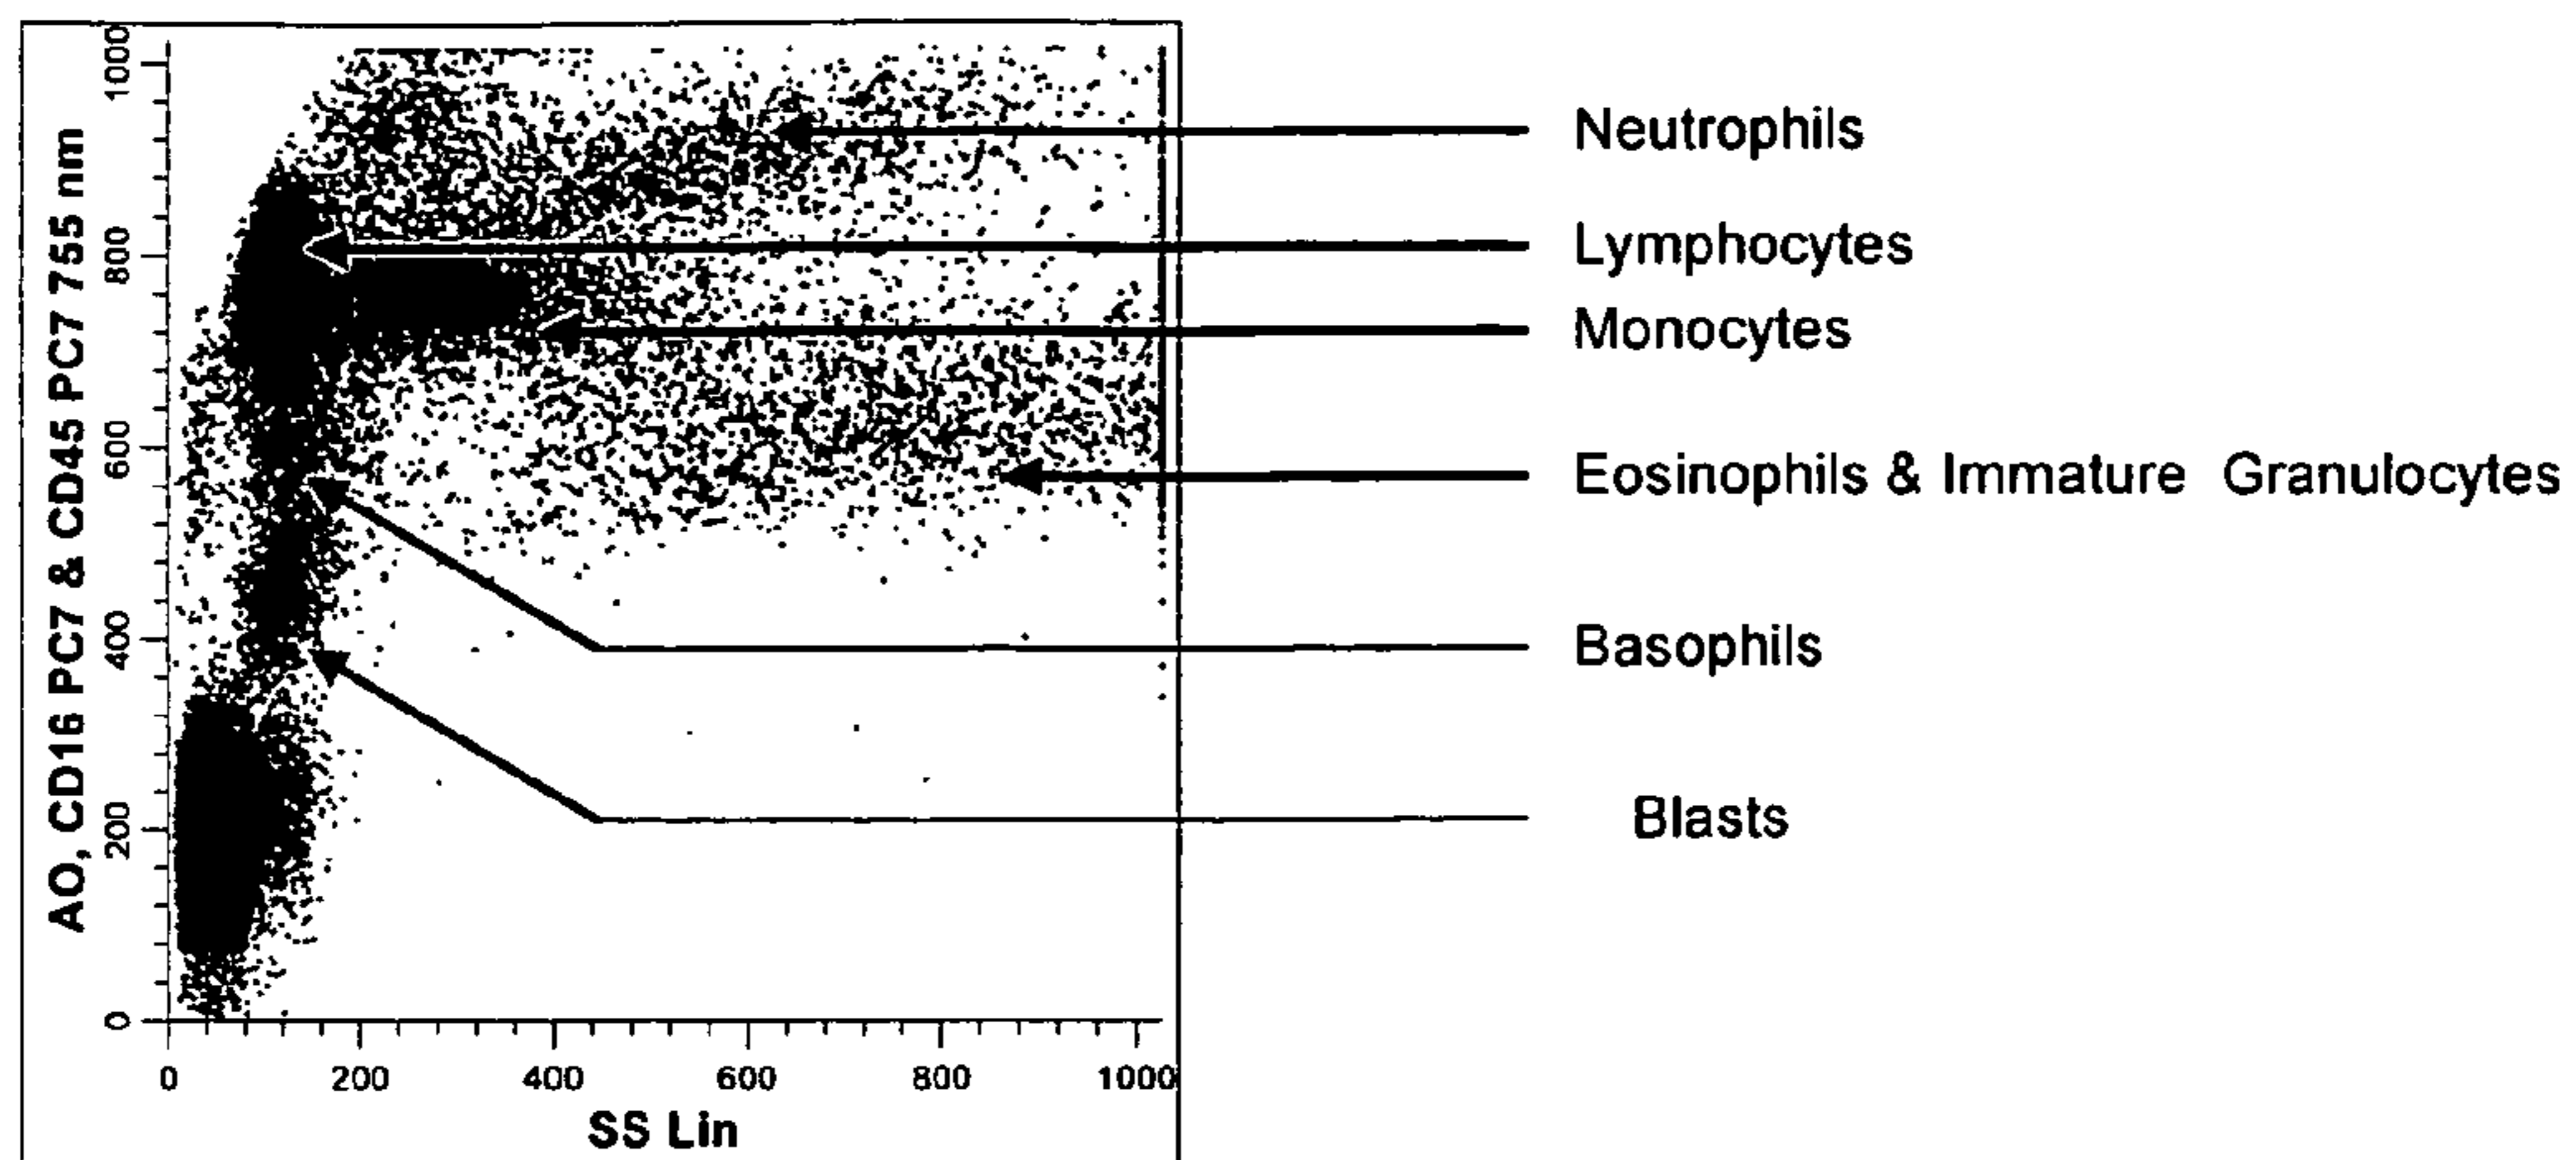 AO, CD16 PC7 & CD45 PC7 755 nm
1000
800
600
400
200
0
0 200 400 600 800 1000
SS Lin
Neutrophils
Lymphocytes
Monocytes
Eosinophils & Immature Granulocytes
Basophils
Blasts